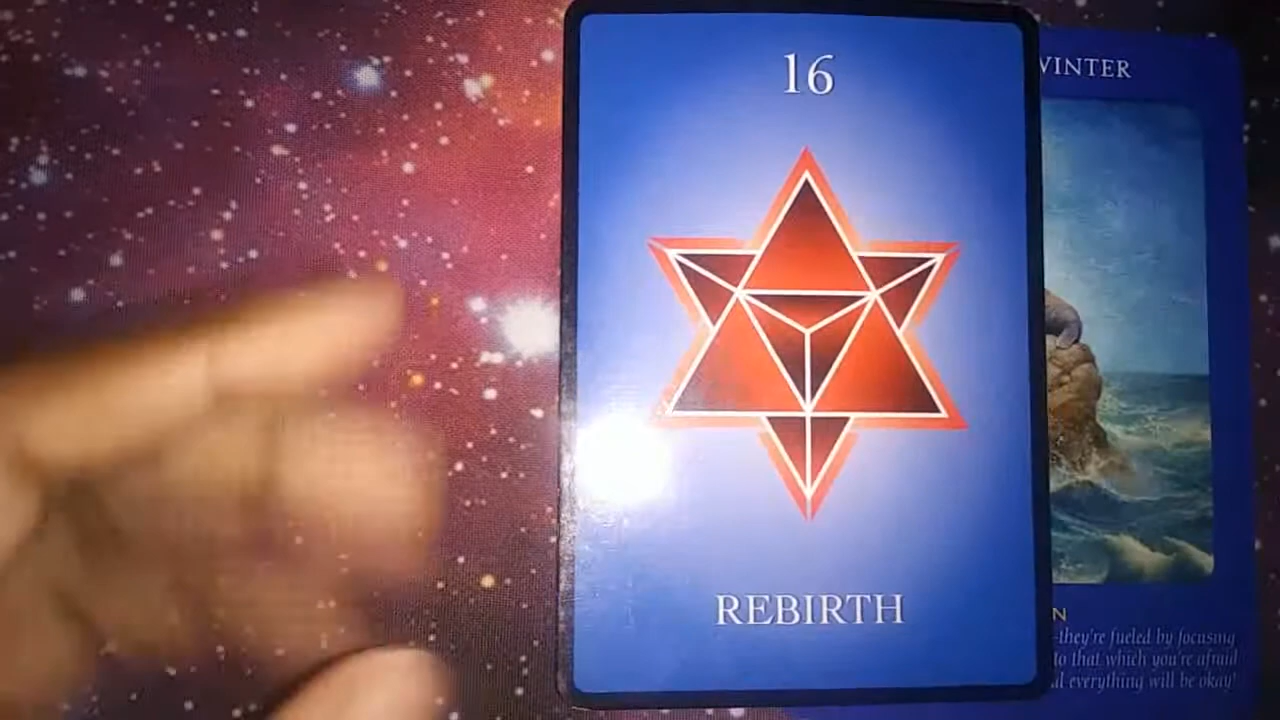 16
REBIRTH
WINTER
N
-they're fueled by focusing
to that which you're afraid
everything will be okay!